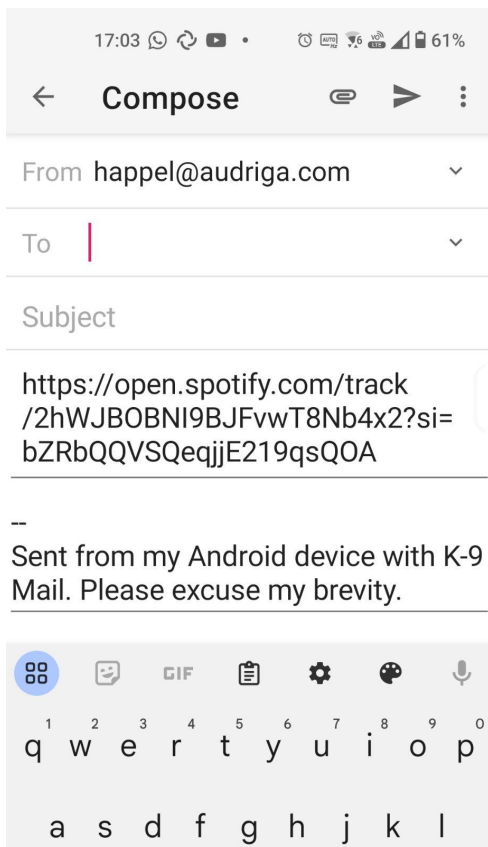 17:03 61%
Compose
From happel@audriga.com
To
Subject
https://open.spotify.com/track
/2hWJBOBNI9BJFvwT8Nb4x2?si=
bZRbQQVSQeqjjE219qsQOA
--
Sent from my Android device with K-9
Mail. Please excuse my brevity.
GIF
1 2 3 4 5 6 7 8 9 0
q w e r t y u i o p
a s d f g h j k l